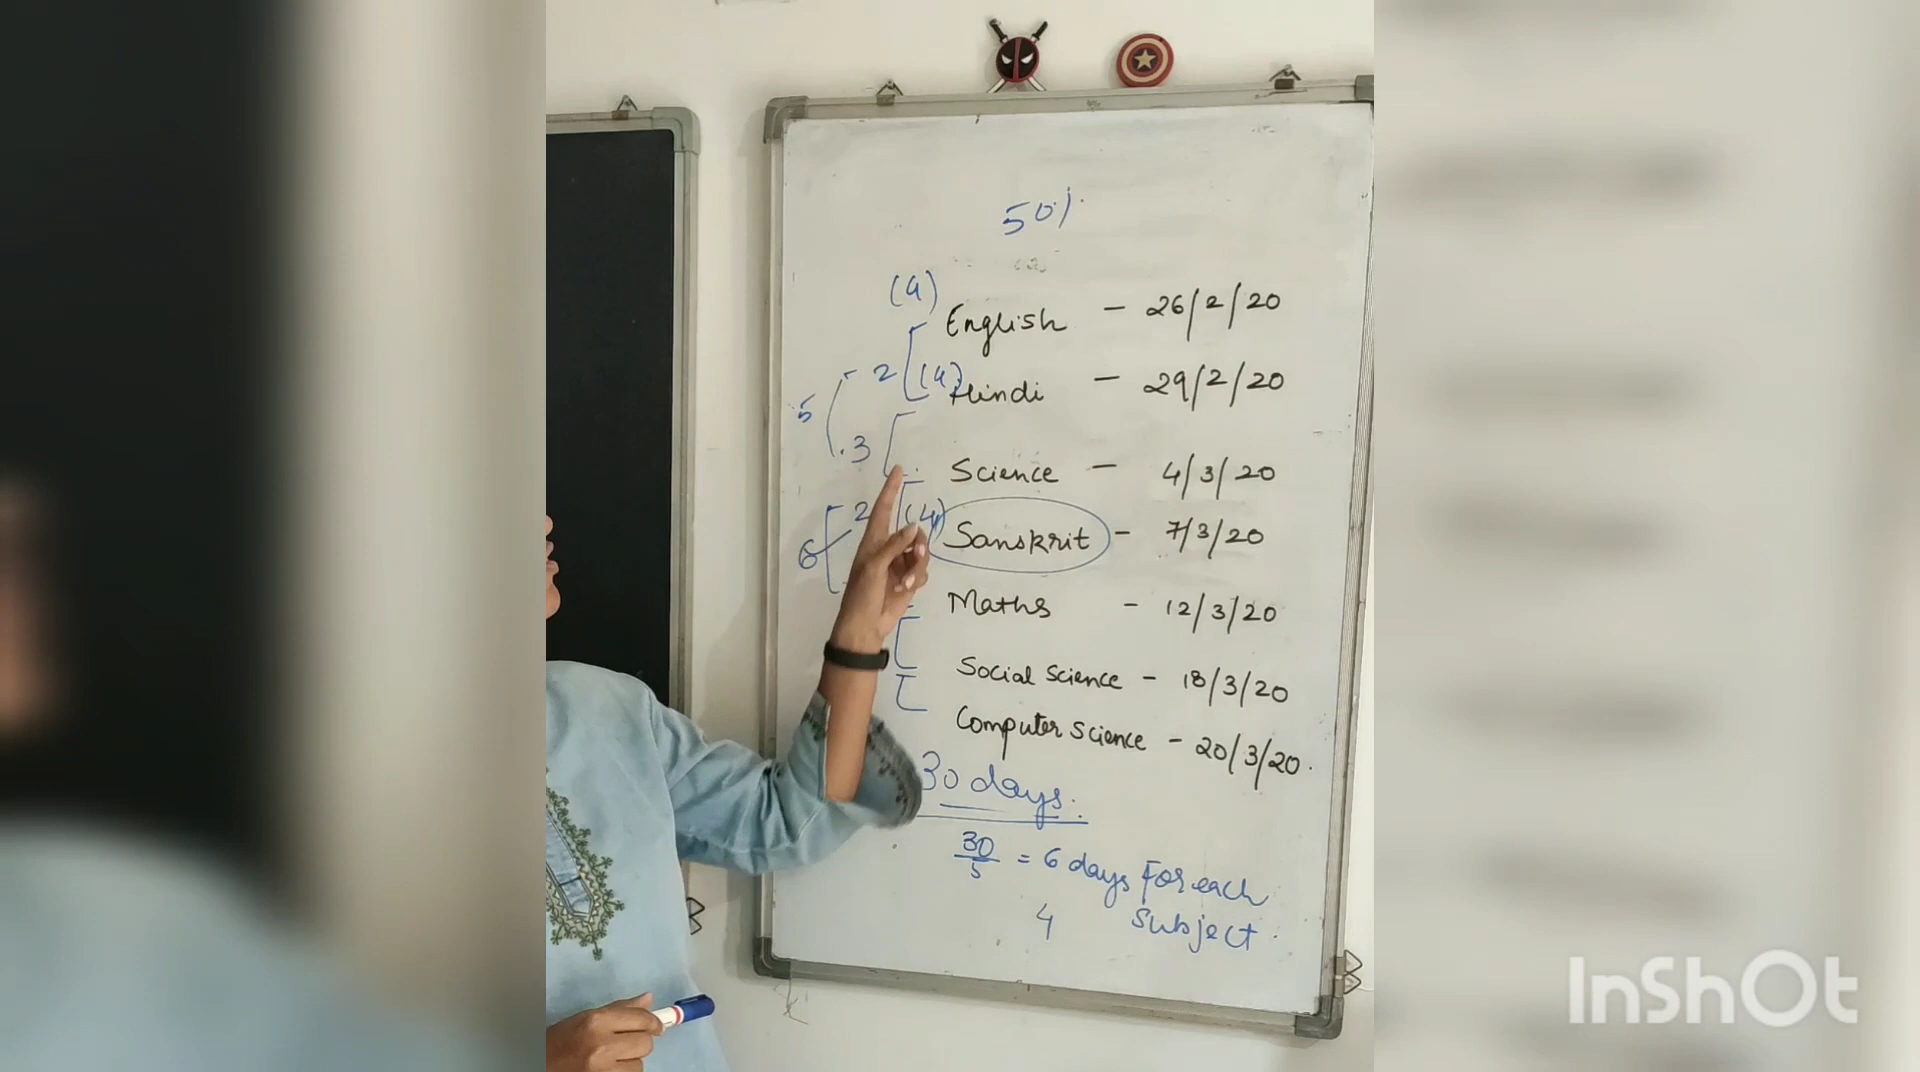 50%
(4)
English - 26/2/20
2 (4) Hindi - 29/2/20
5
3
Science - 4/3/20
2 (4) Sanskrit - 7/3/20
6
Maths - 12/3/20
Social Science - 18/3/20
Computer Science - 20/3/20.
30 days.
30/5 = 6 days For each
4 Subject.
InShOt